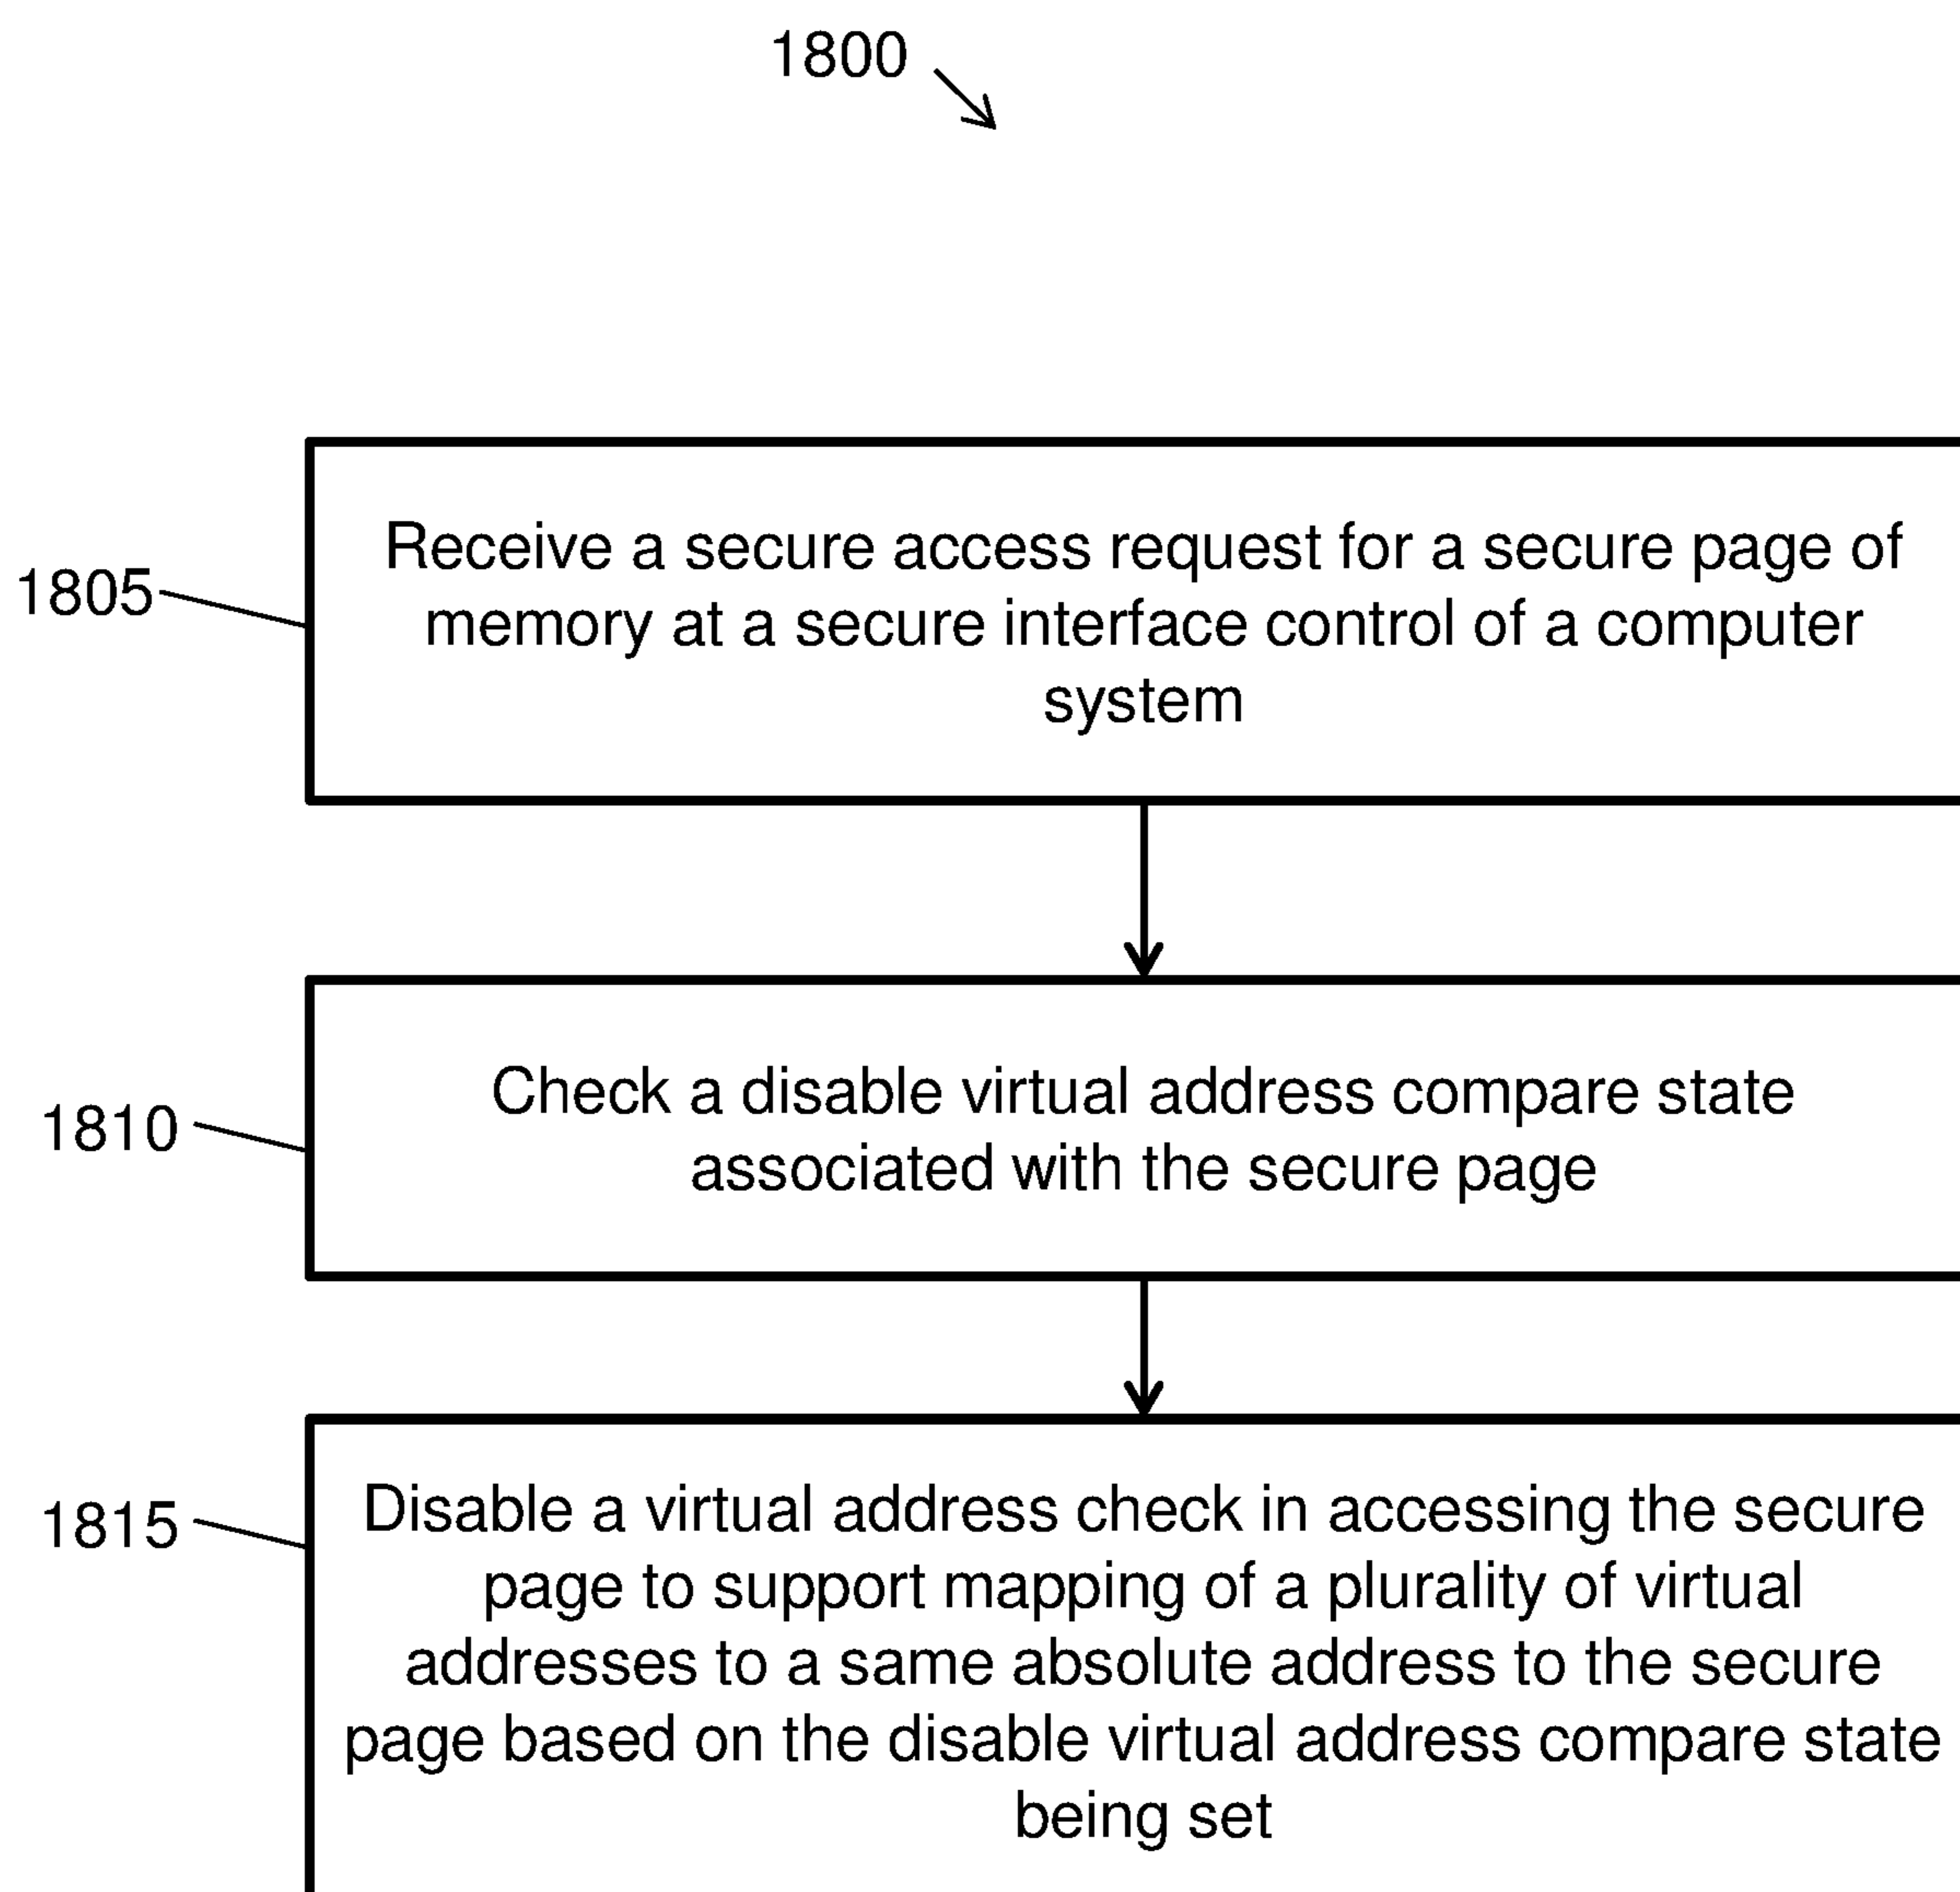 1800
1805
Receive a secure access request for a secure page of
memory at a secure interface control of a computer
system
1810
Check a disable virtual address compare state
associated with the secure page
1815
Disable a virtual address check in accessing the secure
page to support mapping of a plurality of virtual
addresses to a same absolute address to the secure
page based on the disable virtual address compare state
being set